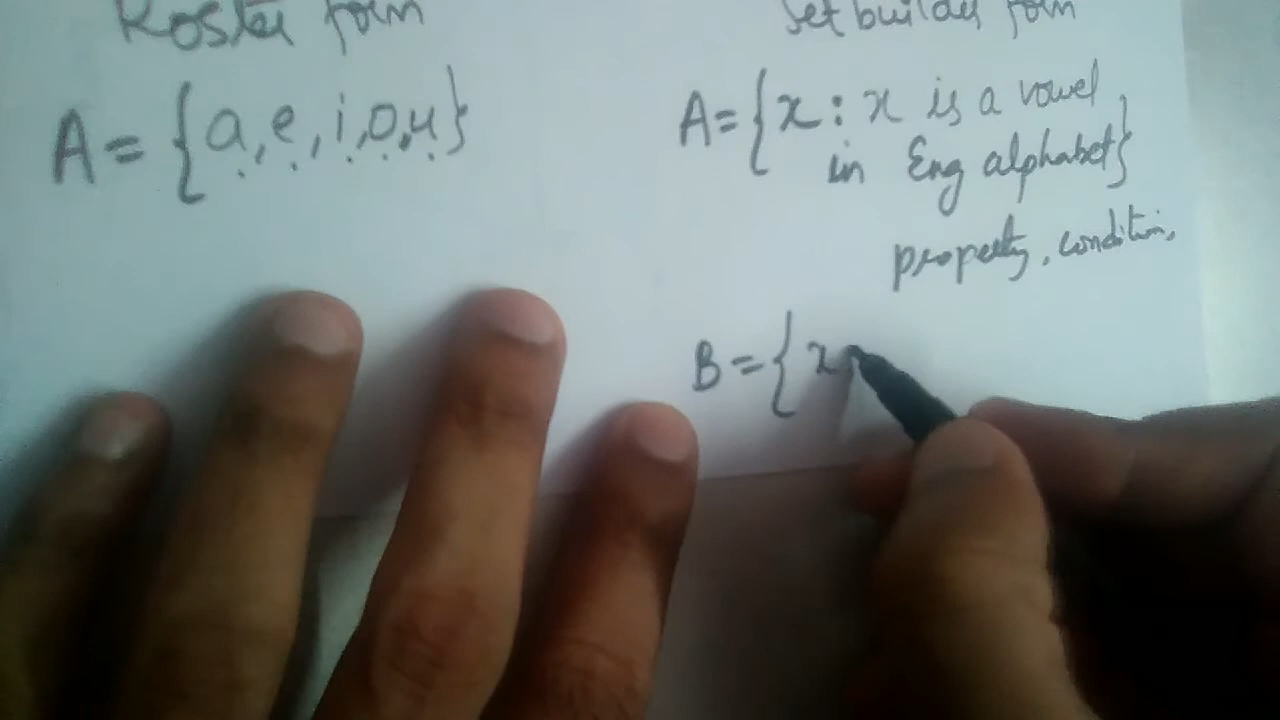 Roster form
A = {a, e, i, o, u}
Set builder form
A = {x : x is a vowel
in Eng alphabet}
property, condition,
B = { x